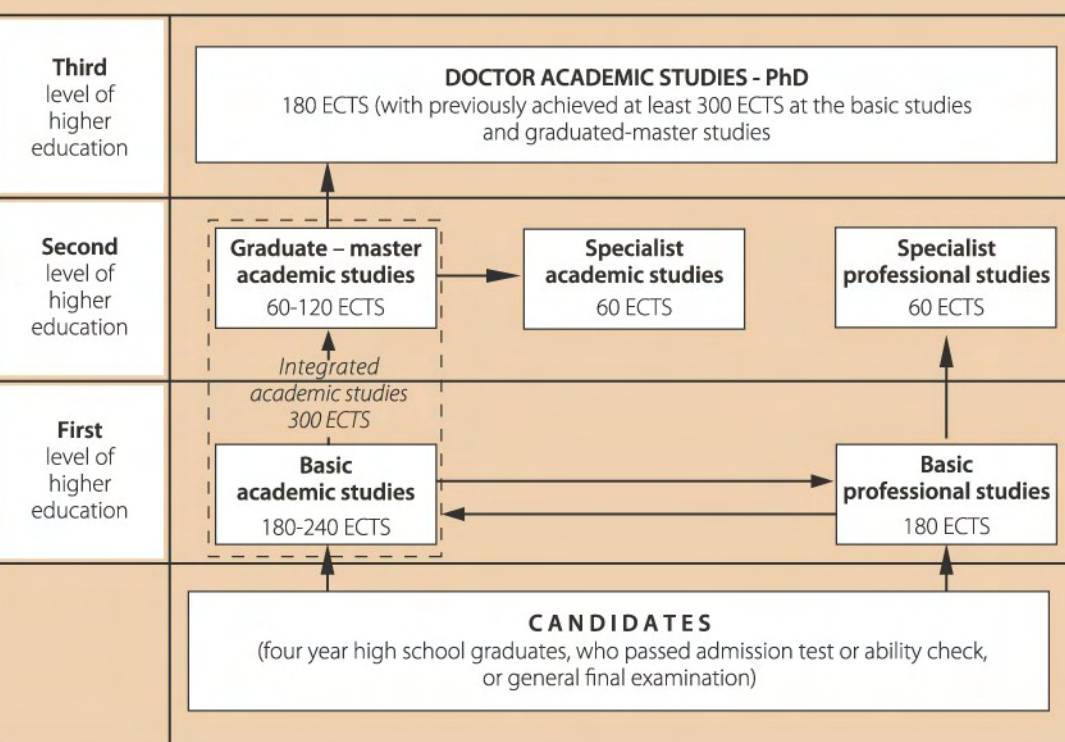 Third
level of
higher
education
DOCTOR ACADEMIC STUDIES - PhD
180 ECTS (with previously achieved at least 300 ECTS at the basic studies
and graduated-master studies
Second
level of
higher
education
Graduate – master
academic studies
60-120 ECTS
Specialist
academic studies
60 ECTS
Specialist
professional studies
60 ECTS
Integrated
academic studies
300 ECTS
First
level of
higher
education
Basic
academic studies
180-240 ECTS
Basic
professional studies
180 ECTS
CANDIDATES
(four year high school graduates, who passed admission test or ability check,
or general final examination)